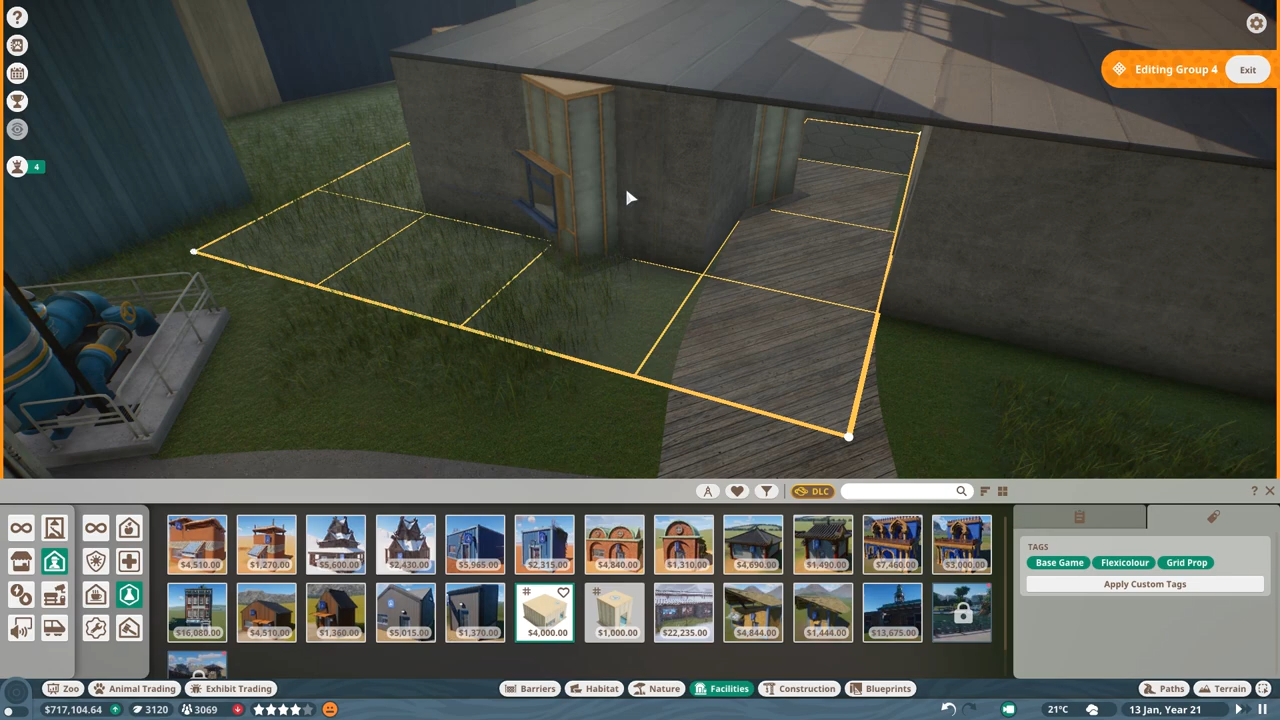 ?
Editing Group 4
Exit
4
DLC
? ×
$4,510.00 $1,270.00 $5,600.00 $2,430.00 $5,965.00 $2,315.00 $4,840.00 $1,310.00 $4,690.00 $1,490.00 $7,460.00 $3,000.00
TAGS
Base Game Flexicolour Grid Prop
Apply Custom Tags
$16,080.00 $4,510.00 $1,360.00 $5,015.00 $1,370.00 $4,000.00 $1,000.00 $22,235.00 $4,844.00 $1,444.00 $13,675.00
Zoo Animal Trading Exhibit Trading Barriers Habitat Nature Facilities Construction Blueprints Paths Terrain
$717,104.64 3120 3069 21°C 13 Jan, Year 21